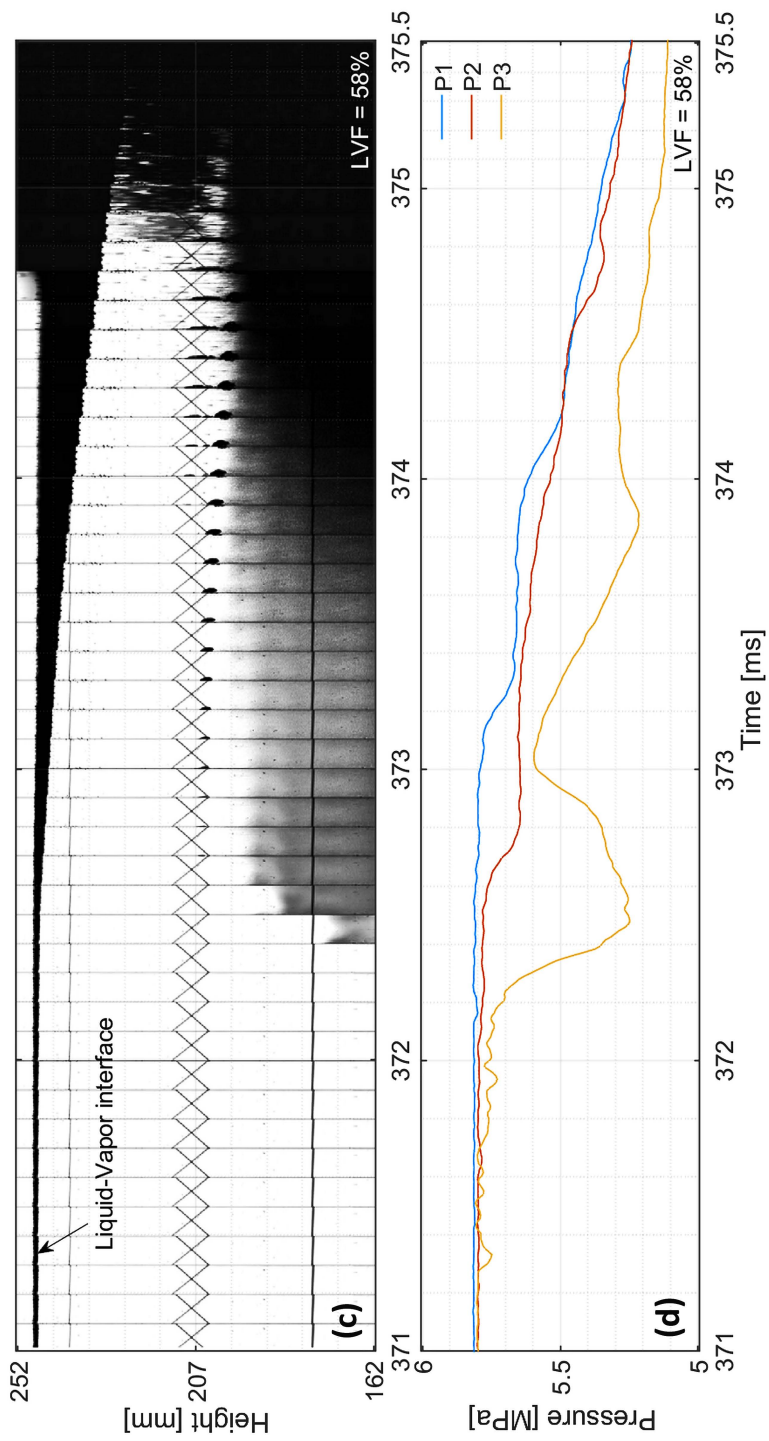 252
207
162
Height [mm]
Liquid-Vapor interface
(c)
LVF = 58%
371
372
373
374
375
375.5
6
5.5
5
Pressure [MPa]
P1
P2
P3
(d)
LVF = 58%
371
372
373
374
375
375.5
Time [ms]